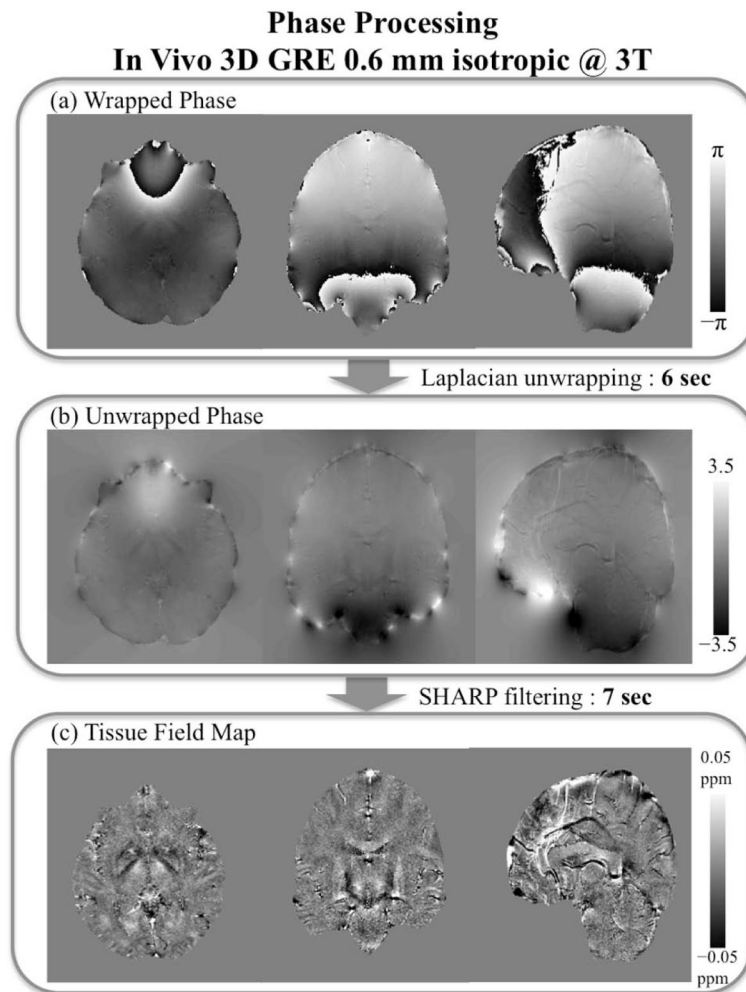 Phase Processing
In Vivo 3D GRE 0.6 mm isotropic @ 3T
(a) Wrapped Phase
π
−π
Laplacian unwrapping : 6 sec
(b) Unwrapped Phase
3.5
−3.5
SHARP filtering : 7 sec
(c) Tissue Field Map
0.05
ppm
−0.05
ppm